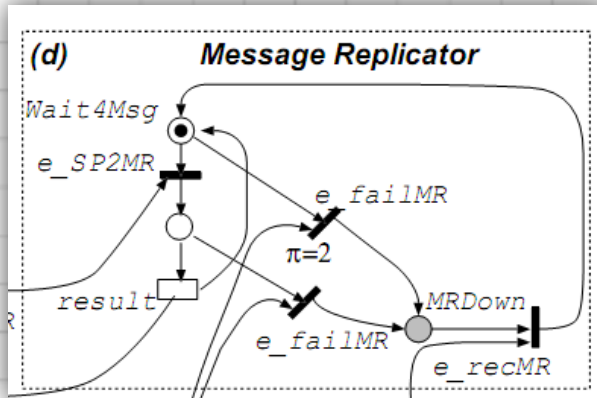 (d) Message Replicator
Wait4Msg
e_SP2MR
e_failMR
π=2
result
MRDown
e_failMR
e_recMR